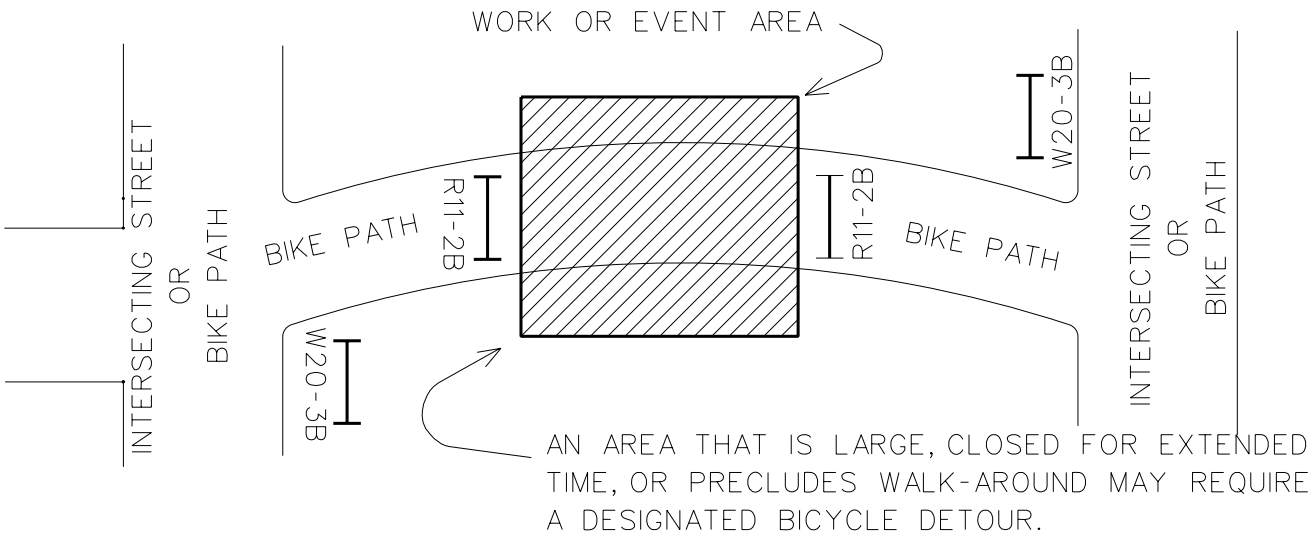 WORK OR EVENT AREA
INTERSECTING STREET
OR
BIKE PATH
BIKE PATH
R11-2B
R11-2B
BIKE PATH
W20-3B
INTERSECTING STREET
OR
BIKE PATH
W20-3B
AN AREA THAT IS LARGE, CLOSED FOR EXTENDED
TIME, OR PRECLUDES WALK-AROUND MAY REQUIRE
A DESIGNATED BICYCLE DETOUR.